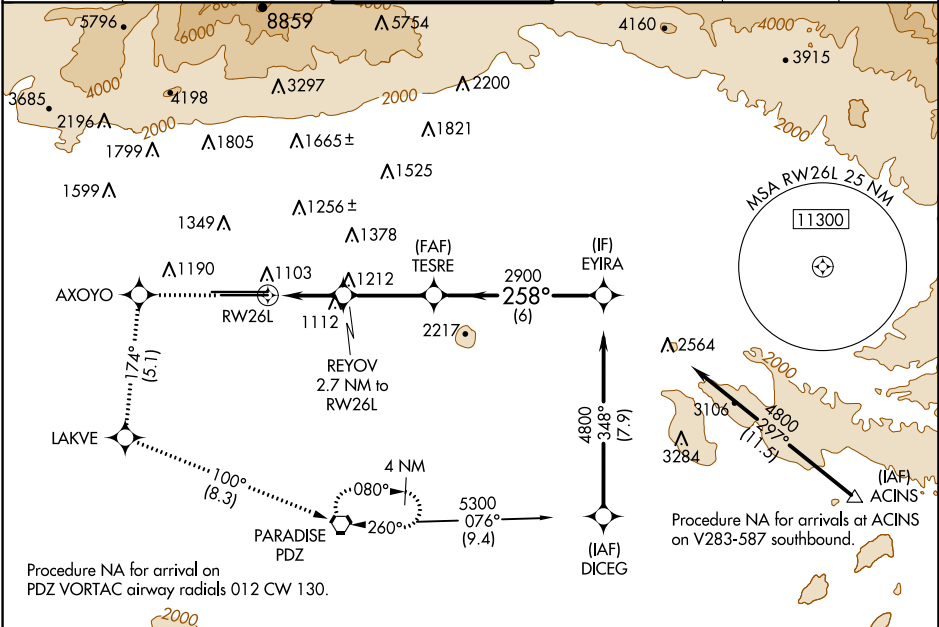 5796
8859
5754
4160
3915
6000
4000
4000
3685
4198
3297
2000
2200
2196
2000
2000
1799
1805
1665 ±
1821
1525
1599
1349
1256 ±
1378
MSA RW26L 25 NM
11300
(FAF)
TESRE
(IF)
EYIRA
1190
1103
1212
2900
258°
(6)
AXOYO
RW26L
1112
2217
REYOV
2.7 NM to
RW26L
2564
2000
174°
(5.1)
4800
348°
(7.9)
3106
4800
297°
(11.5)
3284
LAKVE
100°
(8.3)
4 NM
080°
260°
5300
076°
(9.4)
(IAF)
ACINS
PARADISE
PDZ
(IAF)
DICEG
Procedure NA for arrivals at ACINS
on V283-587 southbound.
Procedure NA for arrival on
PDZ VORTAC airway radials 012 CW 130.
2000